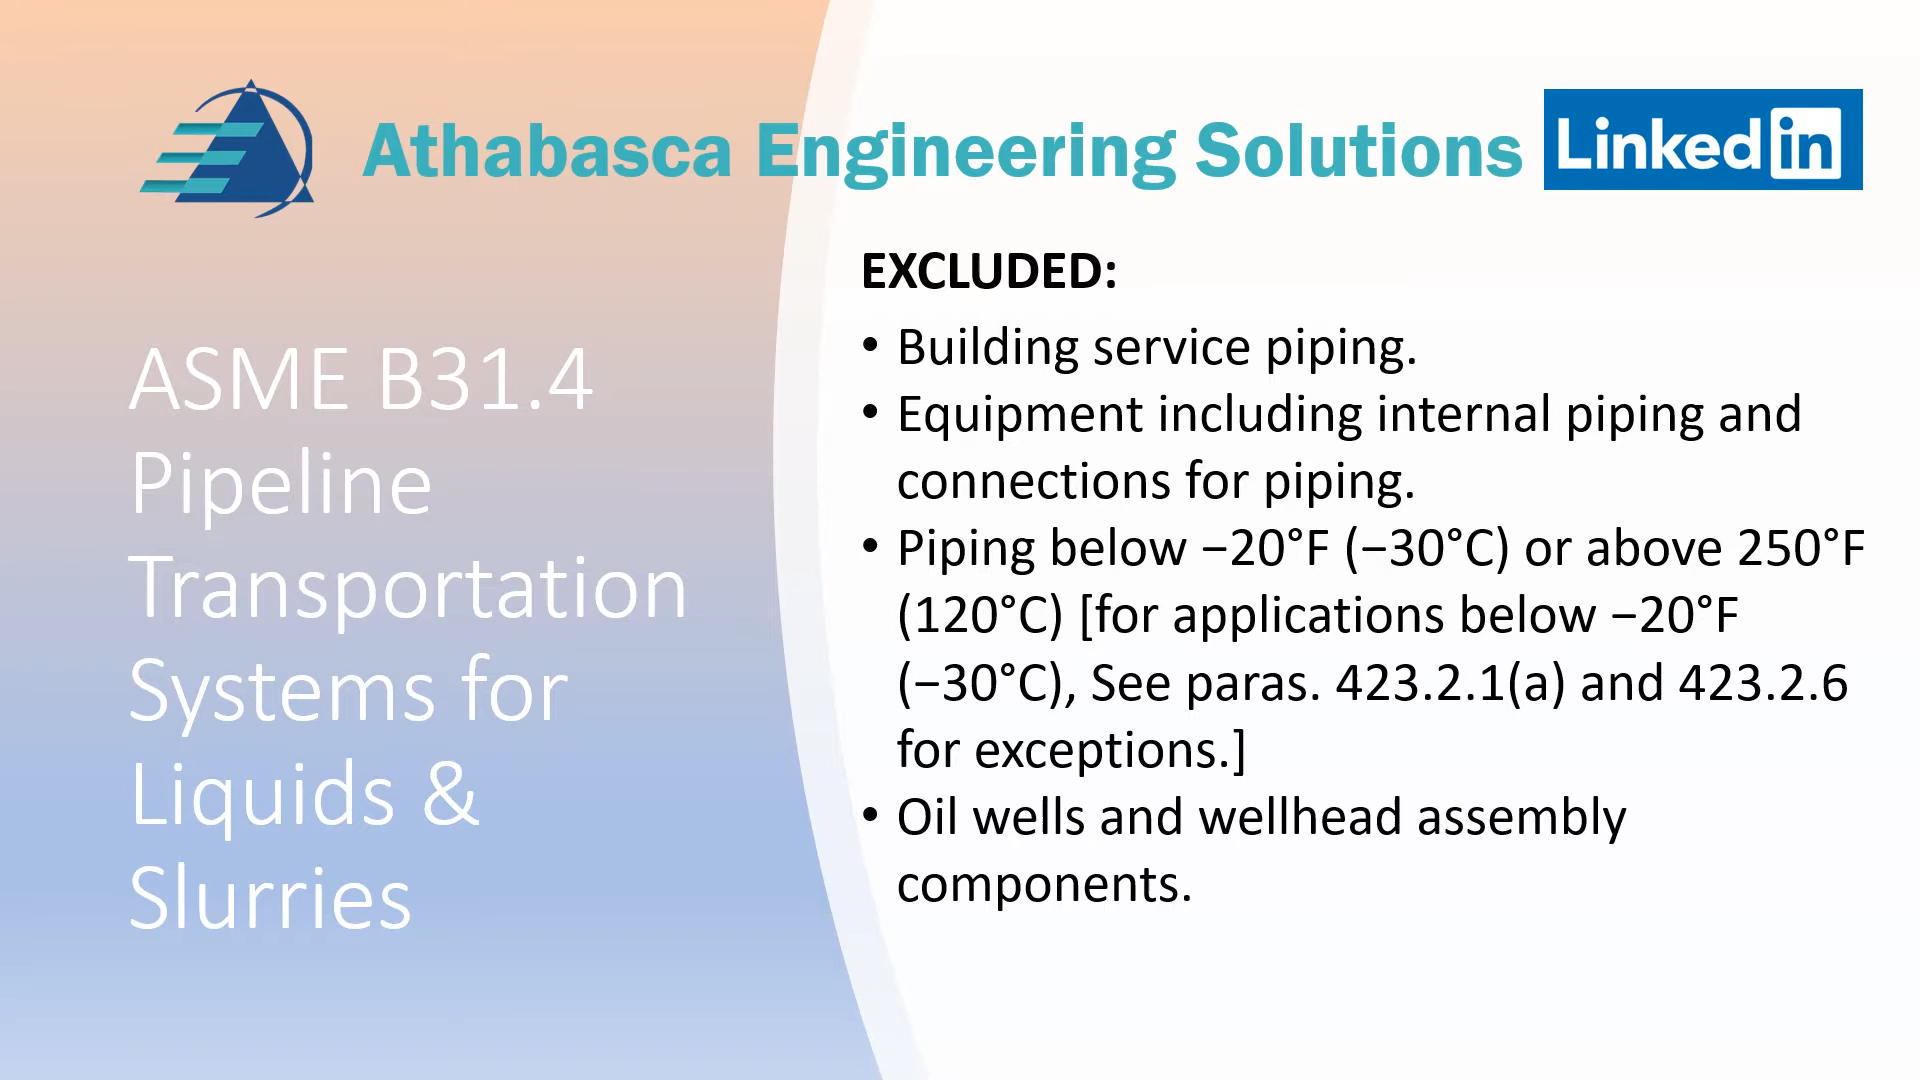 Athabasca Engineering Solutions
Linked in
ASME B31.4
Pipeline
Transportation
Systems for
Liquids &
Slurries
EXCLUDED:
• Building service piping.
• Equipment including internal piping and
connections for piping.
• Piping below −20°F (−30°C) or above 250°F
(120°C) [for applications below −20°F
(−30°C), See paras. 423.2.1(a) and 423.2.6
for exceptions.]
• Oil wells and wellhead assembly
components.